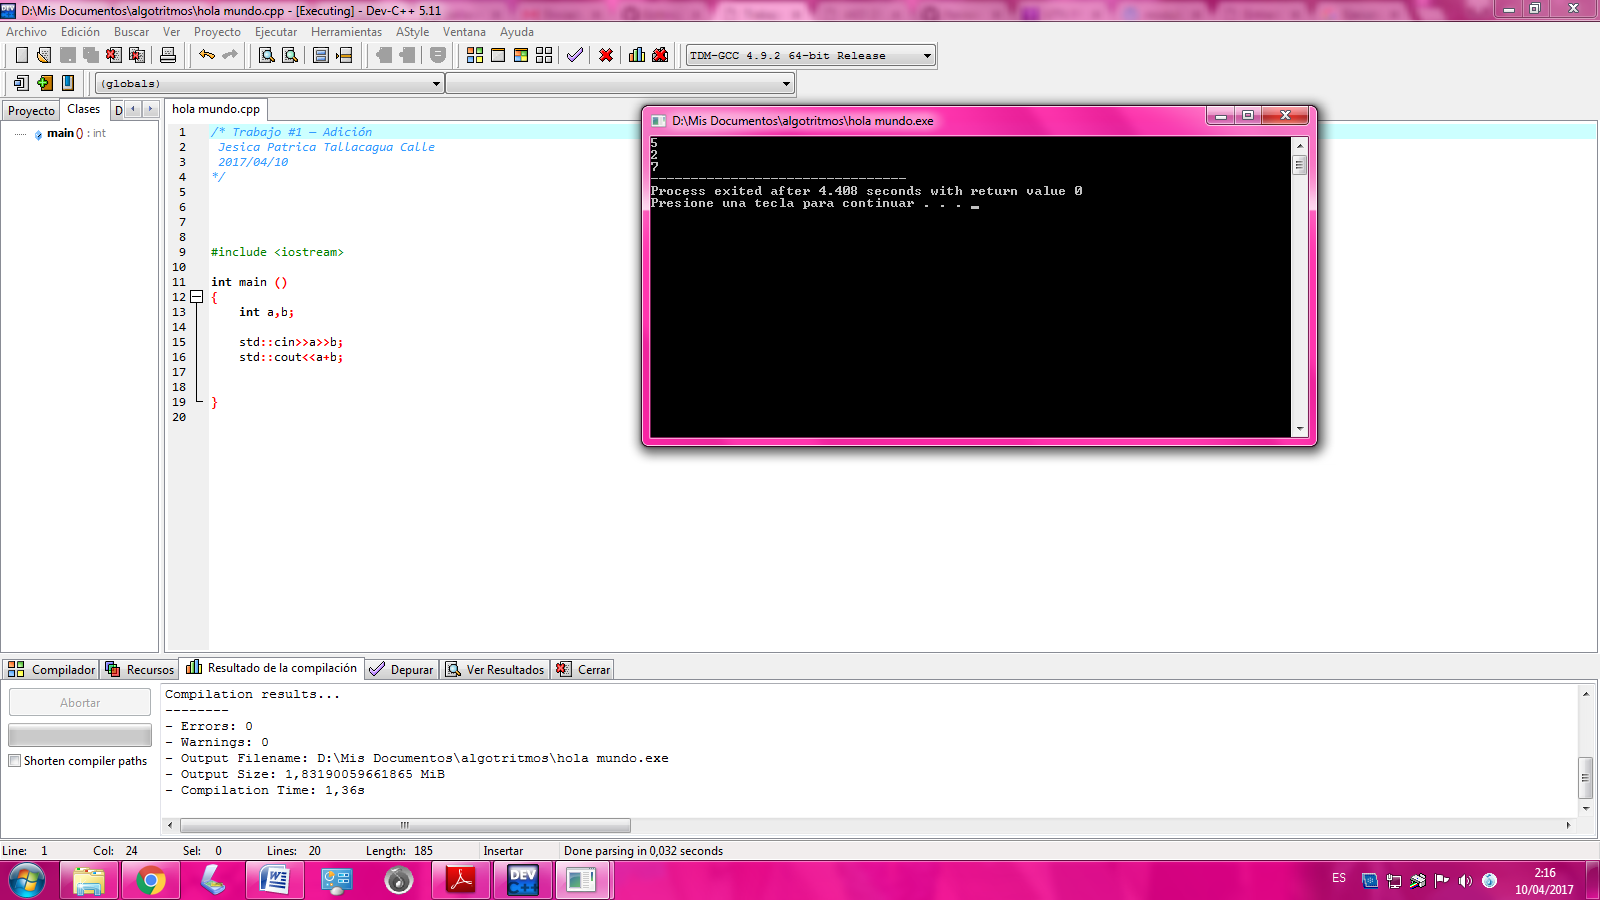 D:\Mis Documentos\algotritmos\hola mundo.cpp - [Executing] - Dev-C++ 5.11
Archivo Edición Buscar Ver Proyecto Ejecutar Herramientas AStyle Ventana Ayuda
TDM-GCC 4.9.2 64-bit Release
(globals)
Proyecto Clases D
hola mundo.cpp
main () : int
1 /* Trabajo #1 – Adición
2 Jesica Patrica Tallacagua Calle
3 2017/04/10
4 */
5
6
7
8
9 #include <iostream>
10
11 int main ()
12 {
13 int a,b;
14
15 std::cin>>a>>b;
16 std::cout<<a+b;
17
18
19 }
20
D:\Mis Documentos\algotritmos\hola mundo.exe
5
2
7
--------------------------------
Process exited after 4.408 seconds with return value 0
Presione una tecla para continuar . . .
Compilador Recursos Resultado de la compilación Depurar Ver Resultados Cerrar
Abortar
Shorten compiler paths
Compilation results...
--------
- Errors: 0
- Warnings: 0
- Output Filename: D:\Mis Documentos\algotritmos\hola mundo.exe
- Output Size: 1,83190059661865 MiB
- Compilation Time: 1,36s
Line: 1 Col: 24 Sel: 0 Lines: 20 Length: 185 Insertar Done parsing in 0,032 seconds
DEV C++
ES
2:16
10/04/2017